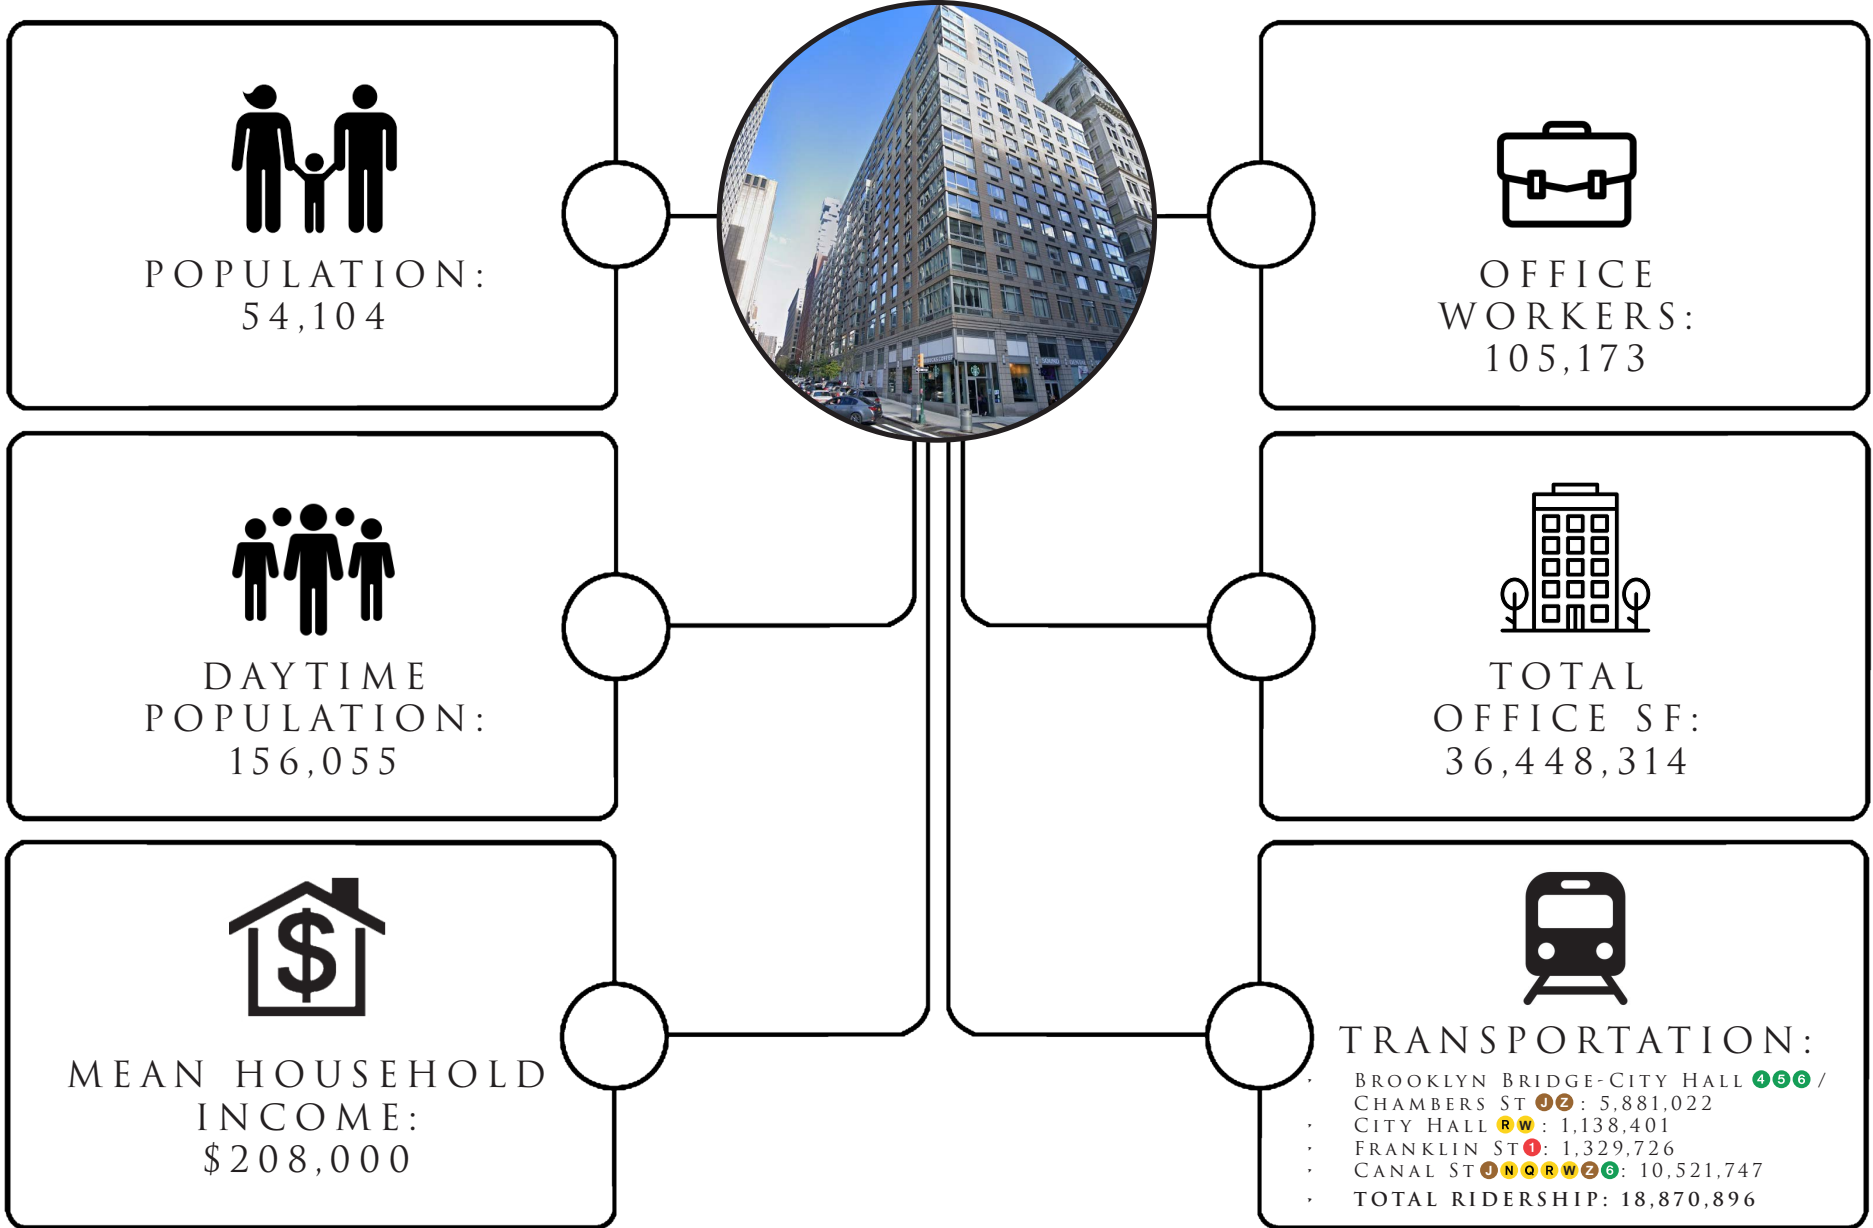 POPULATION:
54,104
OFFICE
WORKERS:
105,173
DAYTIME
POPULATION:
156,055
TOTAL
OFFICE SF:
36,448,314
MEAN HOUSEHOLD
INCOME:
$208,000
TRANSPORTATION:
BROOKLYN BRIDGE-CITY HALL 4 5 6 /
CHAMBERS ST J Z : 5,881,022
CITY HALL R W : 1,138,401
FRANKLIN ST 1: 1,329,726
CANAL ST J N Q R W Z 6: 10,521,747
TOTAL RIDERSHIP: 18,870,896